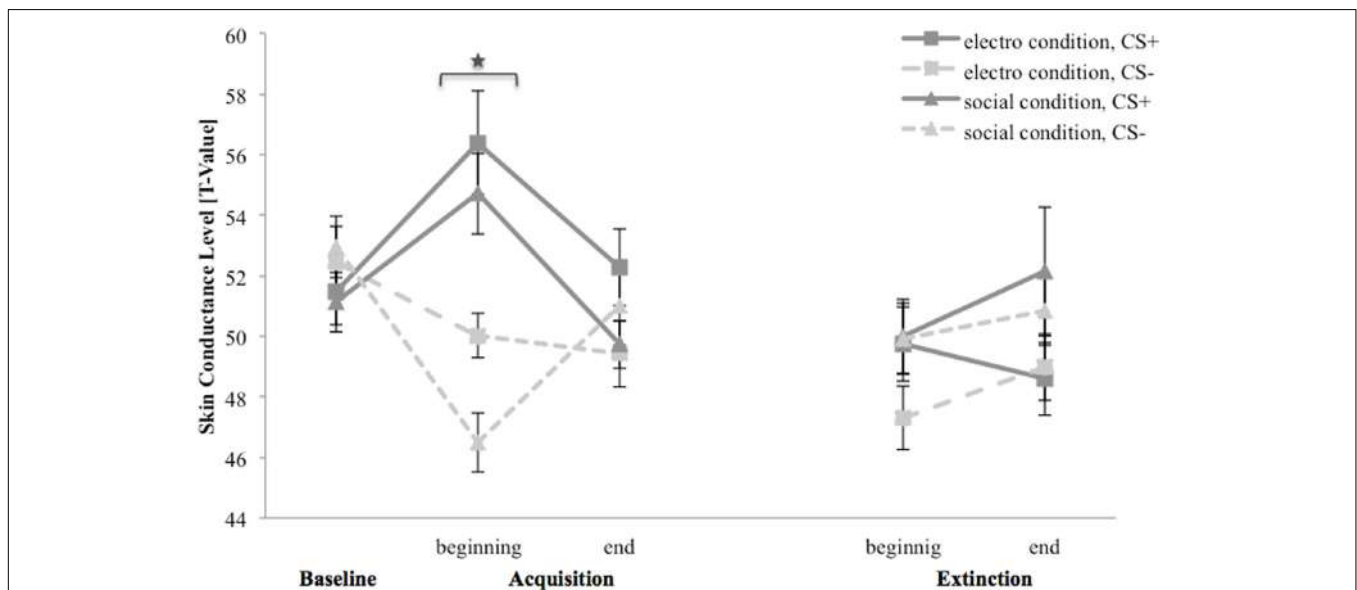 60
58
56
54
52
50
48
46
44
Skin Conductance Level [T-Value]
★
electro condition, CS+
electro condition, CS-
social condition, CS+
social condition, CS-
beginning end beginnig end
Baseline Acquisition Extinction